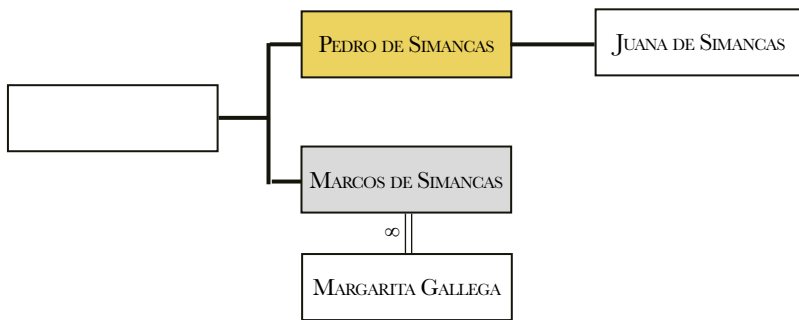 Pedro de Simancas
Juana de Simancas
Marcos de Simancas
∞
Margarita Gallega